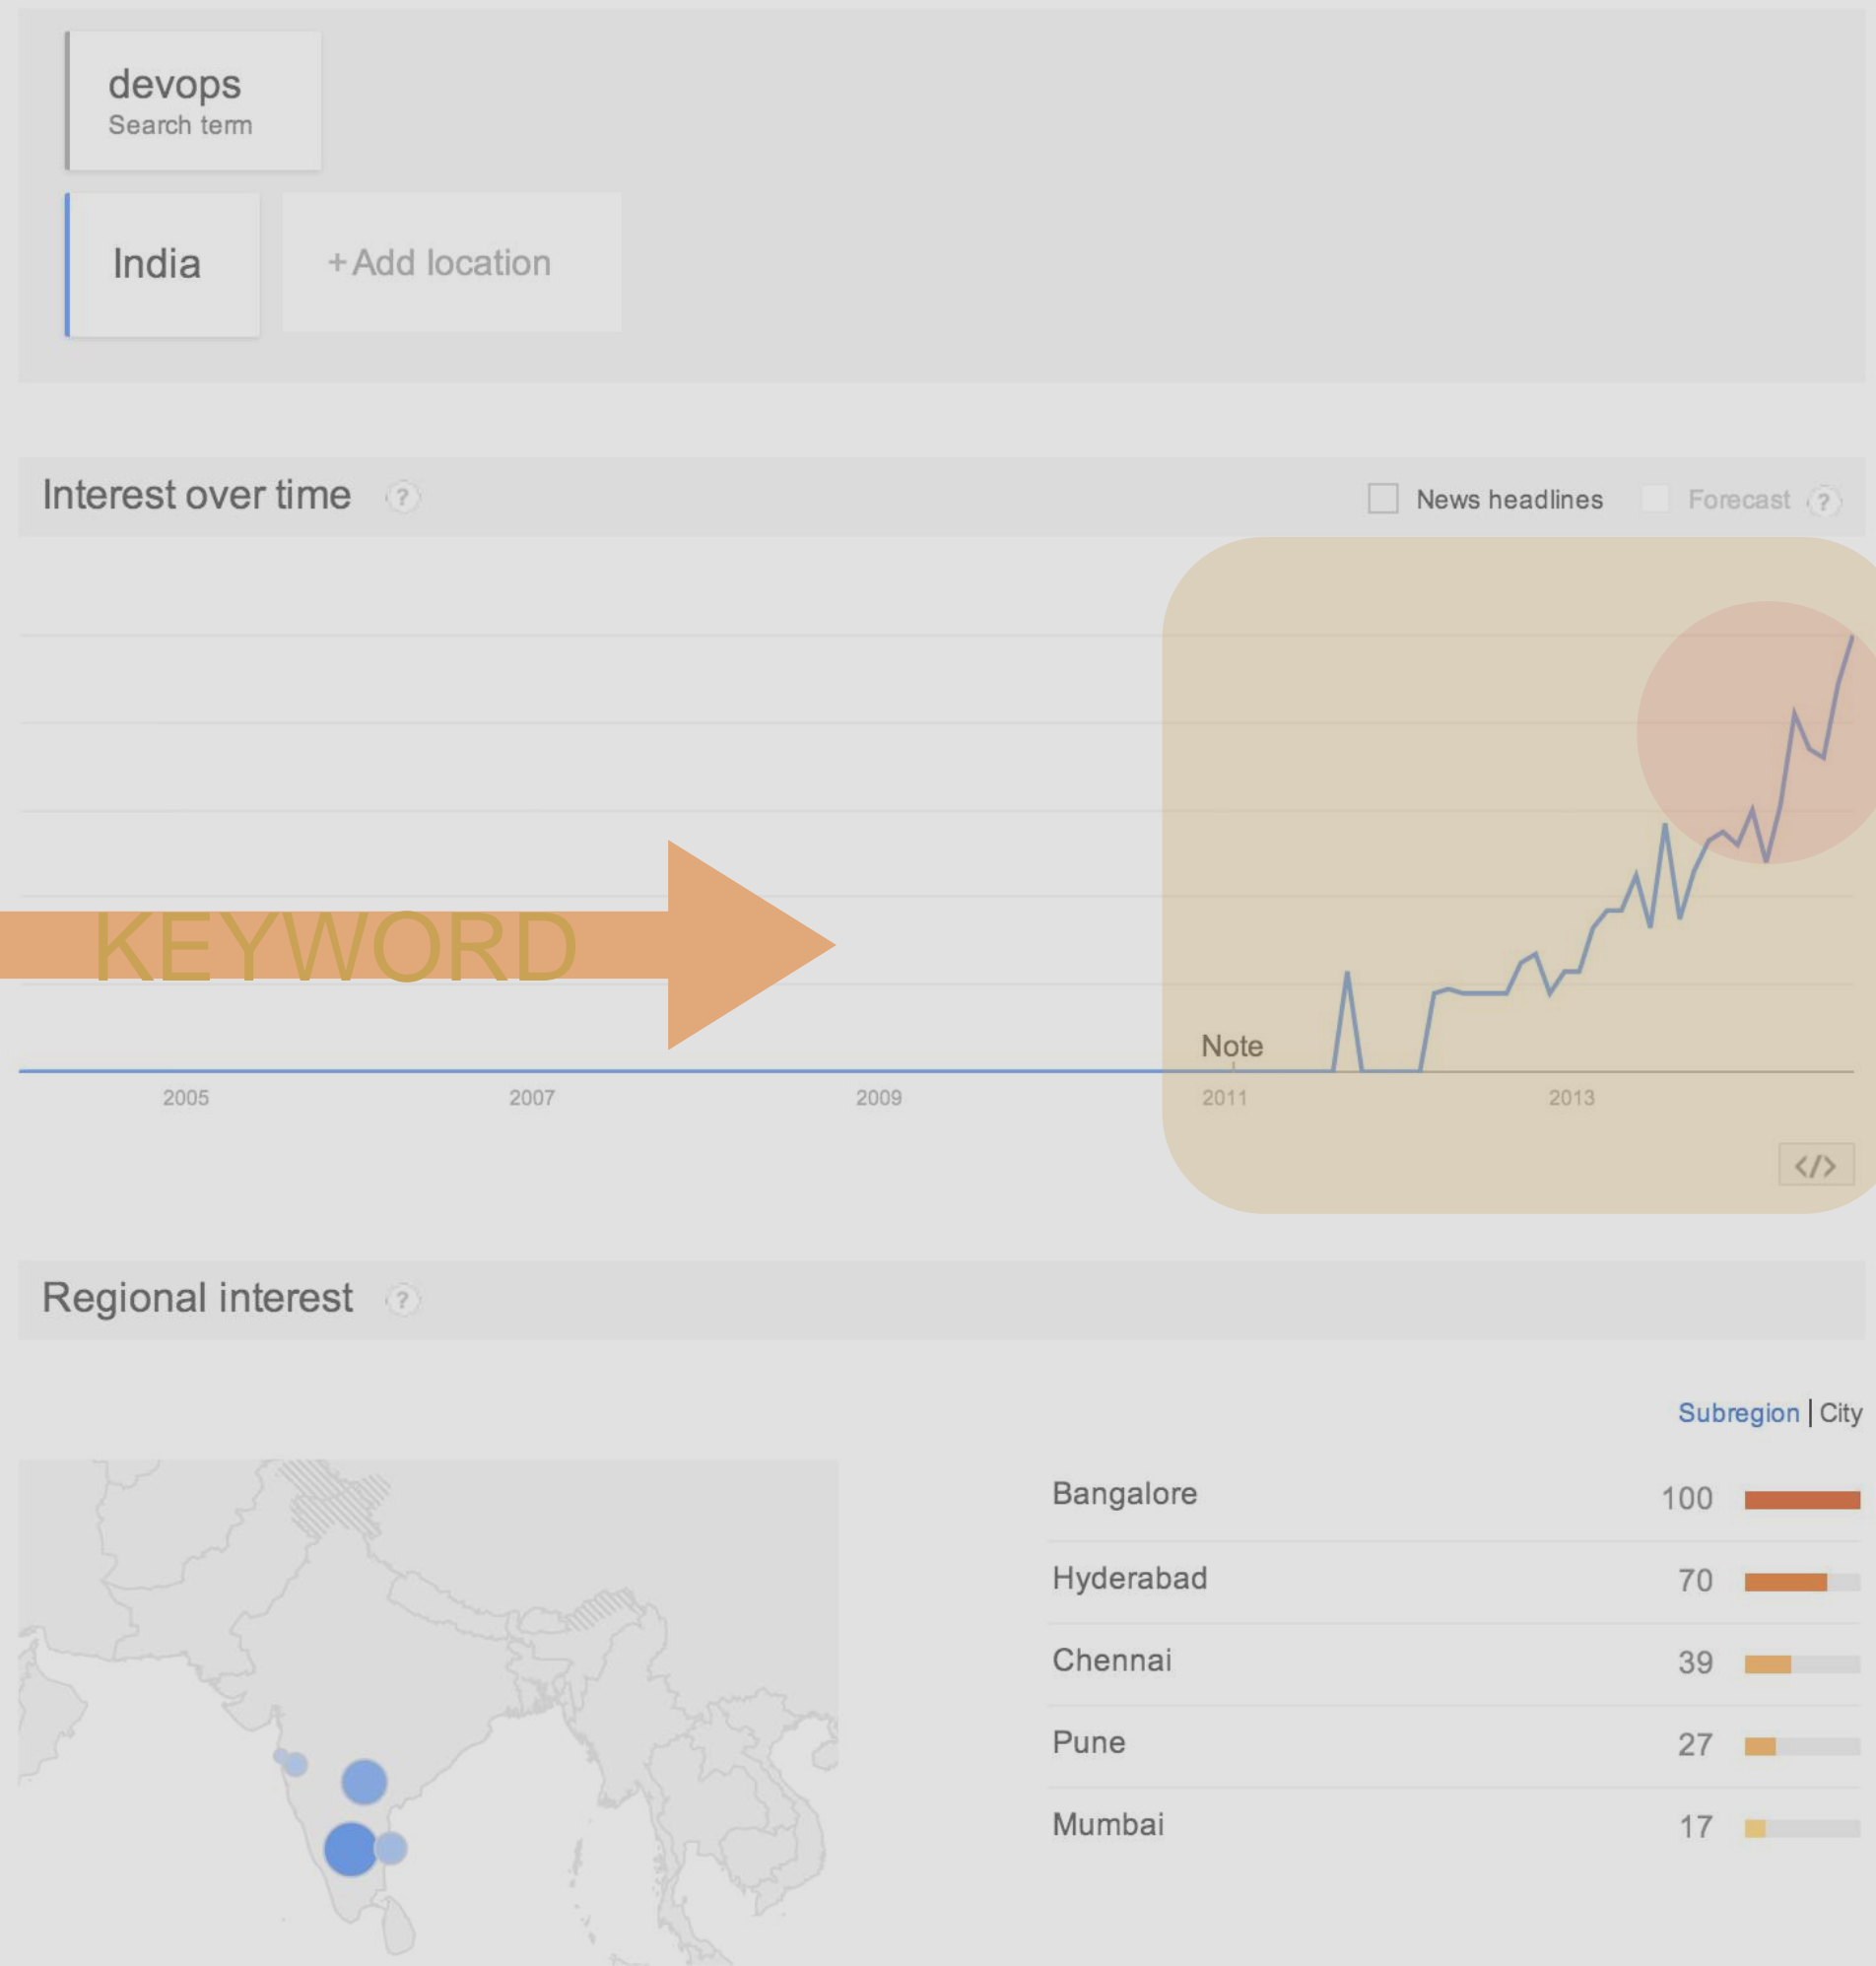 devops
Search term
India
+Add location
Interest over time ?
News headlines Forecast ?
KEYWORD
Note
2005 2007 2009 2011 2013
</>
Regional interest ?
Subregion | City
Bangalore 100
Hyderabad 70
Chennai 39
Pune 27
Mumbai 17